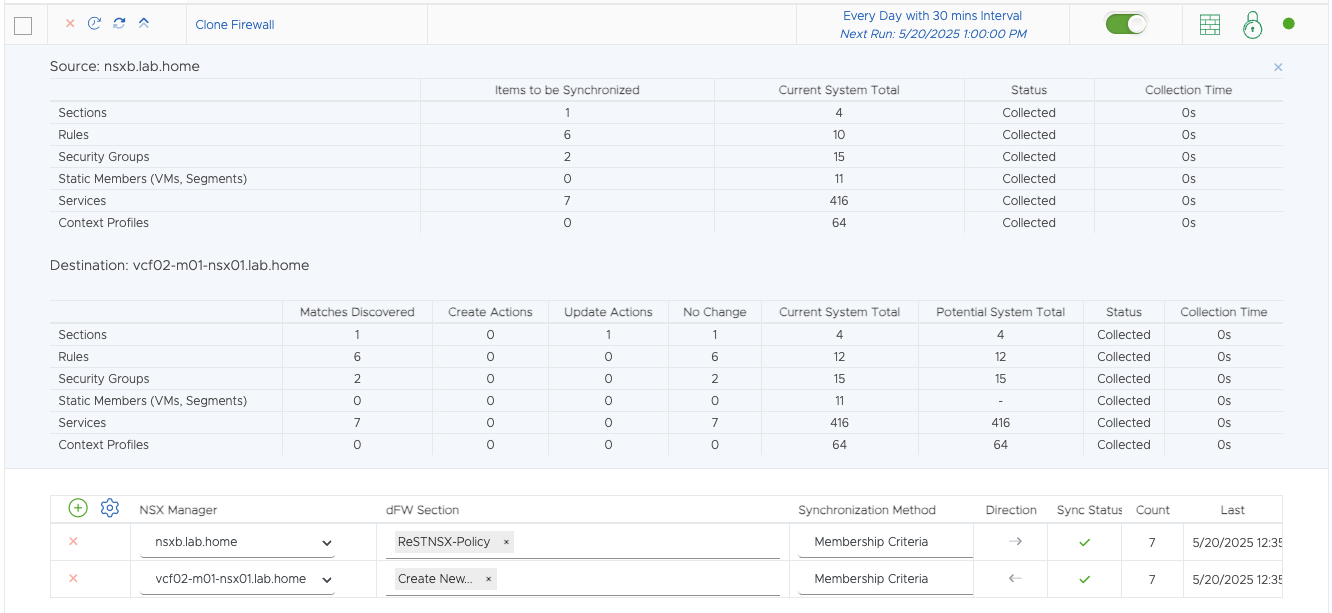 Clone Firewall
Every Day with 30 mins Interval
Next Run: 5/20/2025 1:00:00 PM
Source: nsxb.lab.home
Items to be Synchronized Current System Total Status Collection Time
Sections 1 4 Collected 0s
Rules 6 10 Collected 0s
Security Groups 2 15 Collected 0s
Static Members (VMs, Segments) 0 11 Collected 0s
Services 7 416 Collected 0s
Context Profiles 0 64 Collected 0s
Destination: vcf02-m01-nsx01.lab.home
Matches Discovered Create Actions Update Actions No Change Current System Total Potential System Total Status Collection Time
Sections 1 0 1 1 4 4 Collected 0s
Rules 6 0 0 6 12 12 Collected 0s
Security Groups 2 0 0 2 15 15 Collected 0s
Static Members (VMs, Segments) 0 0 0 0 11 - Collected 0s
Services 7 0 0 7 416 416 Collected 0s
Context Profiles 0 0 0 0 64 64 Collected 0s
NSX Manager dFW Section Synchronization Method Direction Sync Status Count Last
nsxb.lab.home ReSTNSX-Policy × Membership Criteria → 7 5/20/2025 12:35
vcf02-m01-nsx01.lab.home Create New... × Membership Criteria ← 7 5/20/2025 12:35